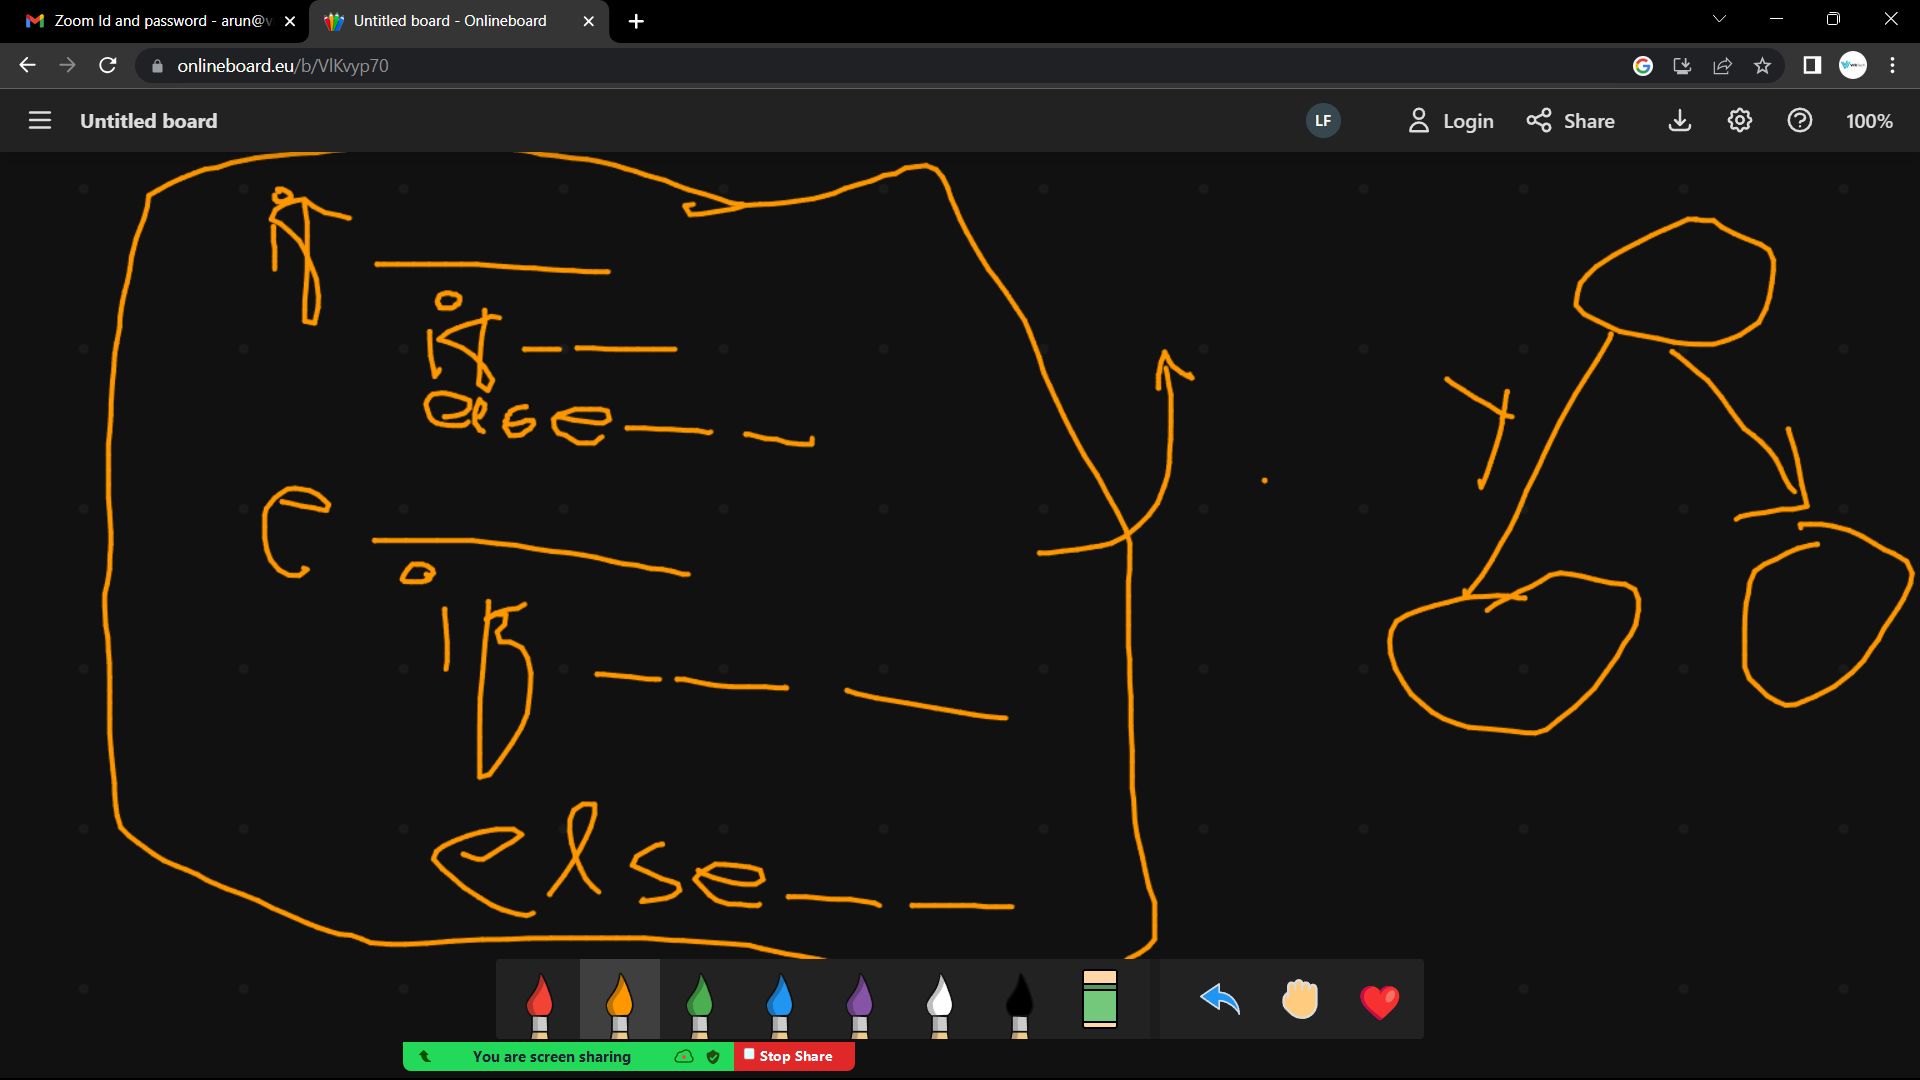 Zoom Id and password - arun@v
Untitled board - Onlineboard
onlineboard.eu/b/VlKvyp70
Untitled board
LF
Login
Share
100%
if
if
else
e
if
else
y
You are screen sharing
Stop Share